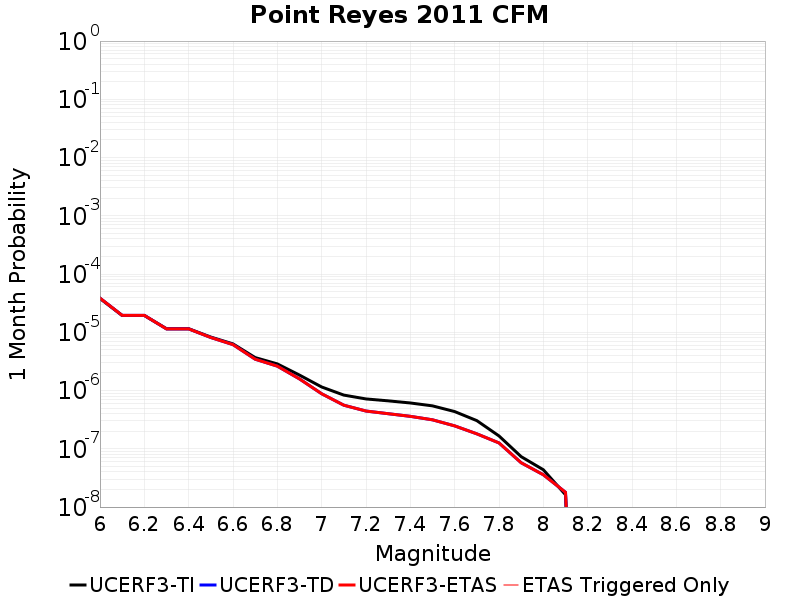 Point Reyes 2011 CFM
1 Month Probability
10^0
10^-1
10^-2
10^-3
10^-4
10^-5
10^-6
10^-7
10^-8
6 6.2 6.4 6.6 6.8 7 7.2 7.4 7.6 7.8 8 8.2 8.4 8.6 8.8 9
Magnitude
UCERF3-TI UCERF3-TD UCERF3-ETAS ETAS Triggered Only